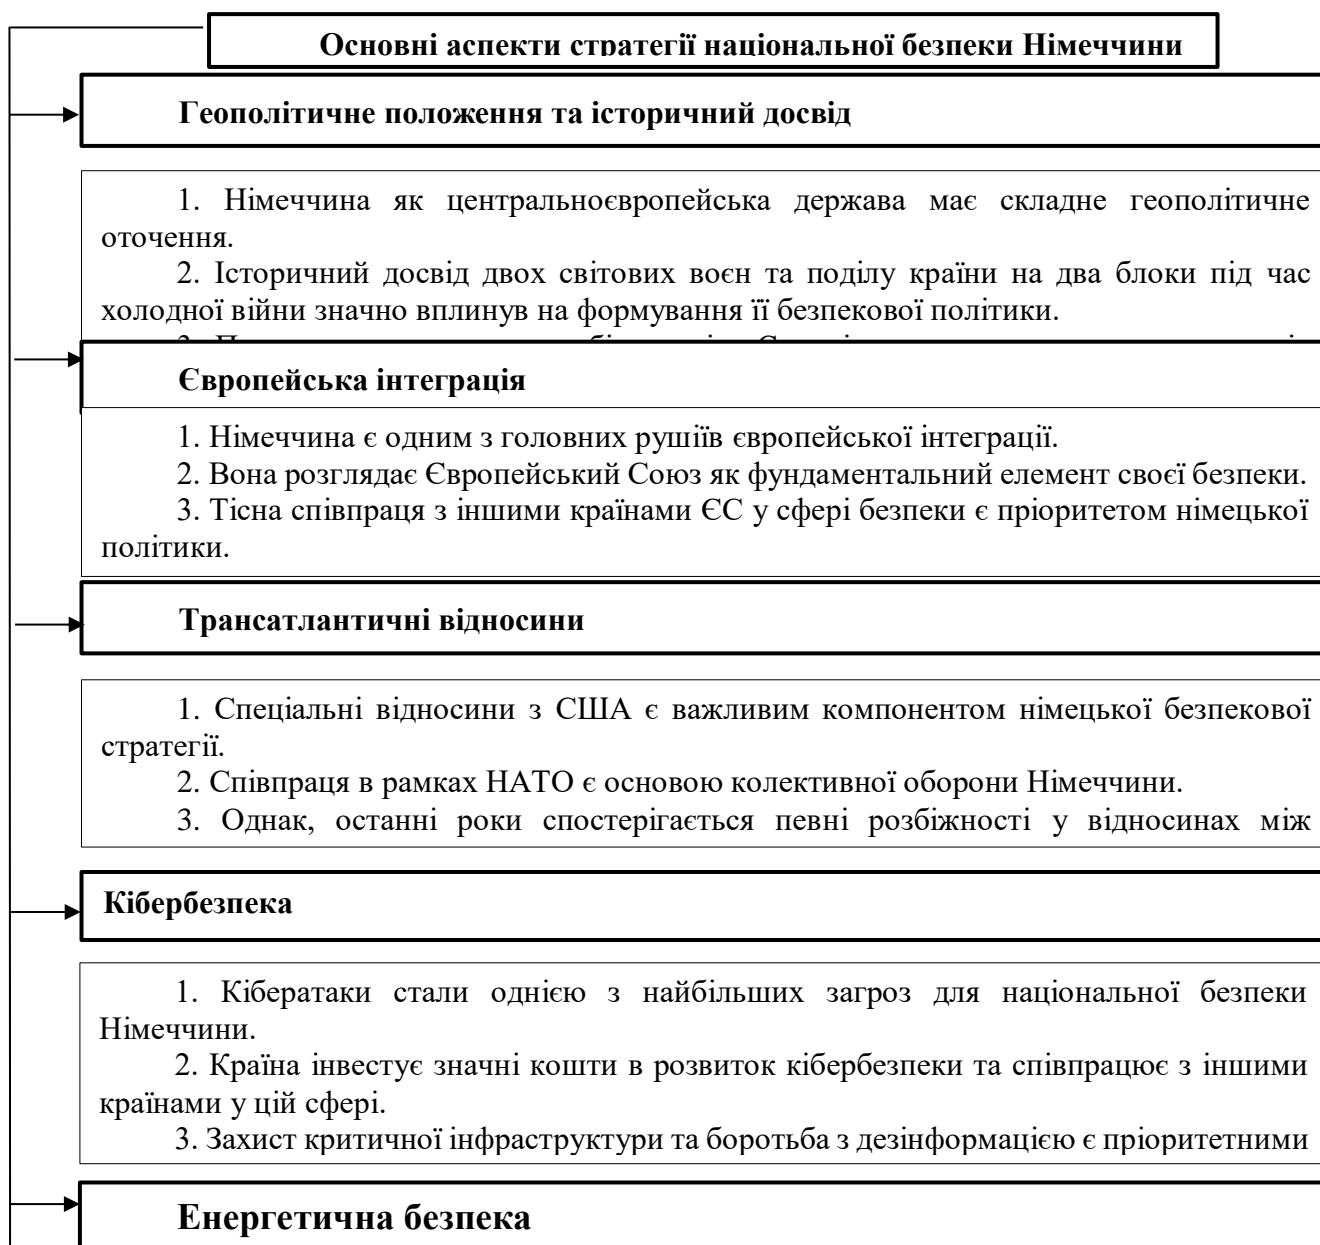 Основні аспекти стратегії національної безпеки Німеччини
Геополітичне положення та історичний досвід
1. Німеччина як центральноєвропейська держава має складне геополітичне
оточення.
2. Історичний досвід двох світових воєн та поділу країни на два блоки під час
холодної війни значно вплинув на формування її безпекової політики.
Європейська інтеграція
1. Німеччина є одним з головних рушіїв європейської інтеграції.
2. Вона розглядає Європейський Союз як фундаментальний елемент своєї безпеки.
3. Тісна співпраця з іншими країнами ЄС у сфері безпеки є пріоритетом німецької
політики.
Трансатлантичні відносини
1. Спеціальні відносини з США є важливим компонентом німецької безпекової
стратегії.
2. Співпраця в рамках НАТО є основою колективної оборони Німеччини.
3. Однак, останні роки спостерігається певні розбіжності у відносинах між
Кібербезпека
1. Кібератаки стали однією з найбільших загроз для національної безпеки
Німеччини.
2. Країна інвестує значні кошти в розвиток кібербезпеки та співпрацює з іншими
країнами у цій сфері.
3. Захист критичної інфраструктури та боротьба з дезінформацією є пріоритетними
Енергетична безпека